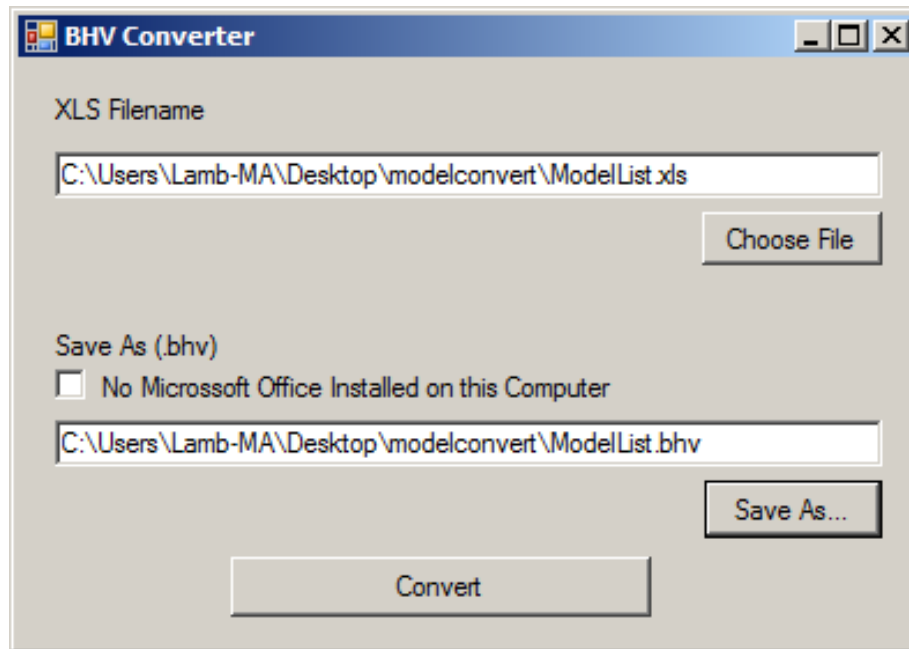 BHV Converter
XLS Filename
C:\Users\Lamb-MA\Desktop\modelconvert\ModelList.xls
Choose File
Save As (.bhv)
No Microssoft Office Installed on this Computer
C:\Users\Lamb-MA\Desktop\modelconvert\ModelList.bhv
Save As...
Convert